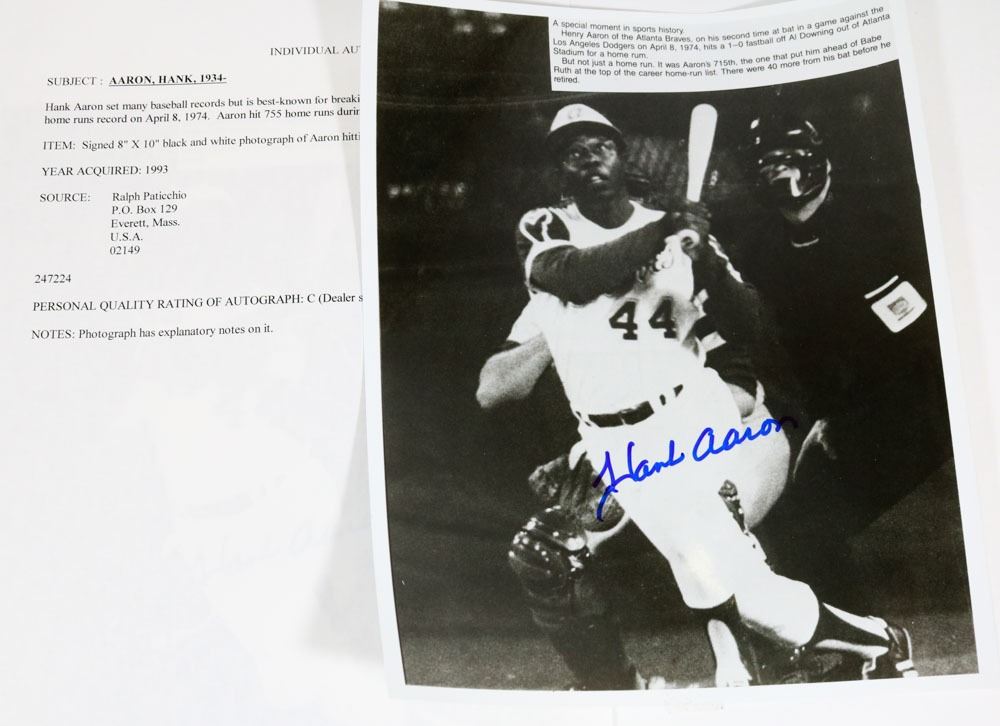 INDIVIDUAL AU
SUBJECT : AARON, HANK, 1934-
Hank Aaron set many baseball records but is best-known for breaki
home runs record on April 8, 1974. Aaron hit 755 home runs durin
ITEM: Signed 8" X 10" black and white photograph of Aaron hitti
YEAR ACQUIRED: 1993
SOURCE: Ralph Paticchio
P.O. Box 129
Everett, Mass.
U.S.A.
02149
247224
PERSONAL QUALITY RATING OF AUTOGRAPH: C (Dealer s
NOTES: Photograph has explanatory notes on it.
A special moment in sports history.
Henry Aaron of the Atlanta Braves, on his second time at bat in a game against the
Los Angeles Dodgers on April 8, 1974, hits a 1–0 fastball off Al Downing out of Atlanta
Stadium for a home rum.
But not just a home run. It was Aaron's 715th, the one that put him ahead of Babe
Ruth at the top of the career home-run list. There were 40 more from his bat before he
retired.
44
Hank Aaron